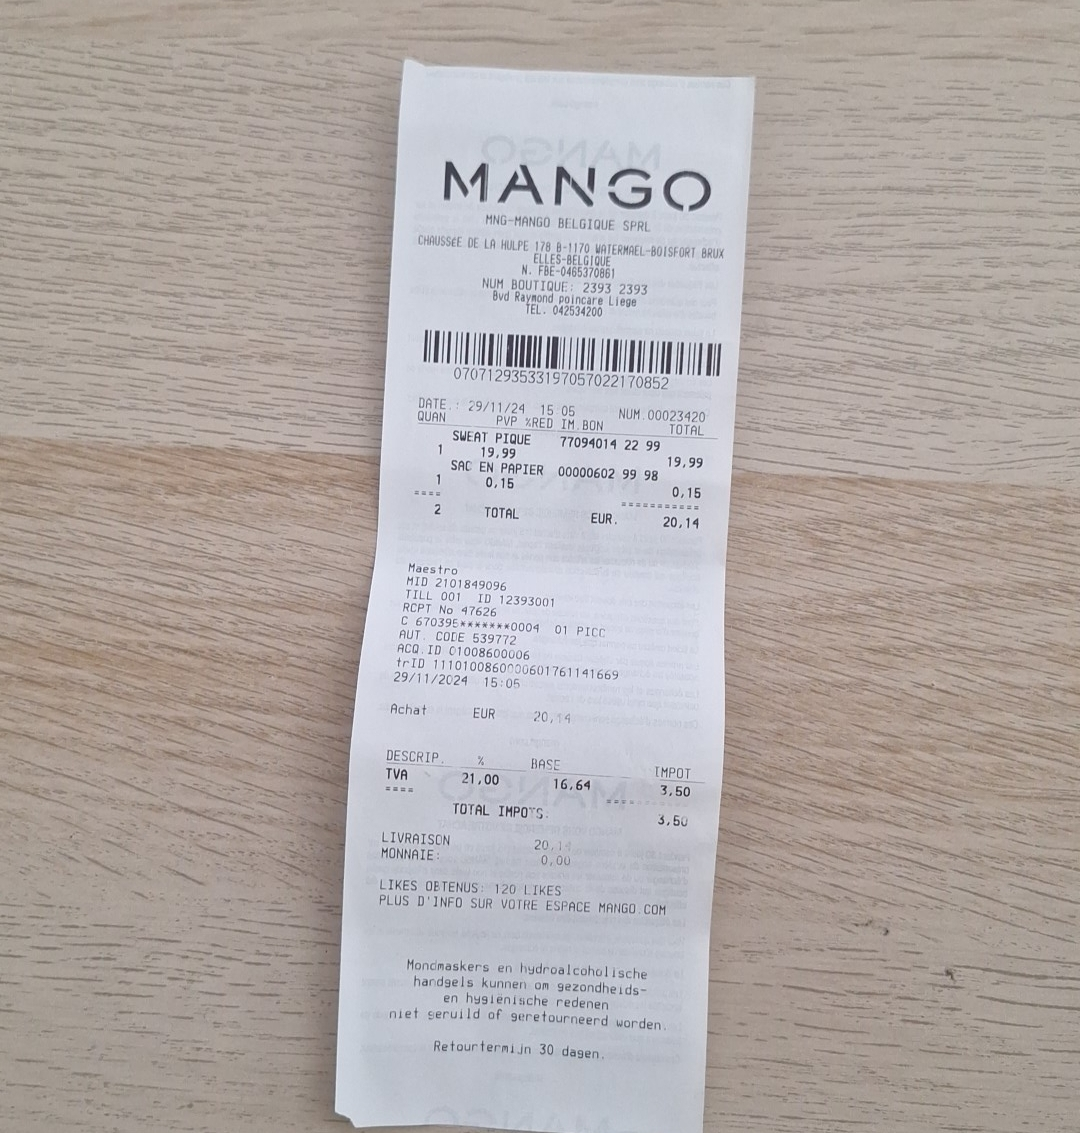 MANGO
MNG-MANGO BELGIQUE SPRL
CHAUSSéE DE LA HULPE 178 B-1170 WATERMAEL-BOISFORT BRUX
ELLES-BELGIQUE
N. FBE-0465370861
NUM BOUTIQUE: 2393 2393
Bvd Raymond poincare Liege
TEL. 042534200
07071293533197057022170852
DATE.: 29/11/24 15 05 NUM.00023420
QUAN PVP %RED IM.BON TOTAL
SWEAT PIQUE 77094014 22 99
1 19,99 19,99
SAC EN PAPIER 00000602 99 98
1 0,15 0,15
==== ===========
2 TOTAL EUR. 20,14
Maestro
MID 2101849096
TILL 001 ID 12393001
RCPT No 47626
C 670395*******0004 01 PICC
AUT. CODE 539772
ACQ.ID 01008600006
trID 1110100860000601761141669
29/11/2024 15:05
Achat EUR 20,14
DESCRIP. % BASE IMPOT
TVA 21,00 16,64 3,50
==== ====
TOTAL IMPOTS: 3,50
LIVRAISON 20,14
MONNAIE: 0,00
LIKES OBTENUS: 120 LIKES
PLUS D'INFO SUR VOTRE ESPACE MANGO.COM
Mondmaskers en hydroalcoholische
handgels kunnen om gezondheids-
en hygiënische redenen
niet geruild of geretourneerd worden.
Retourtermijn 30 dagen.